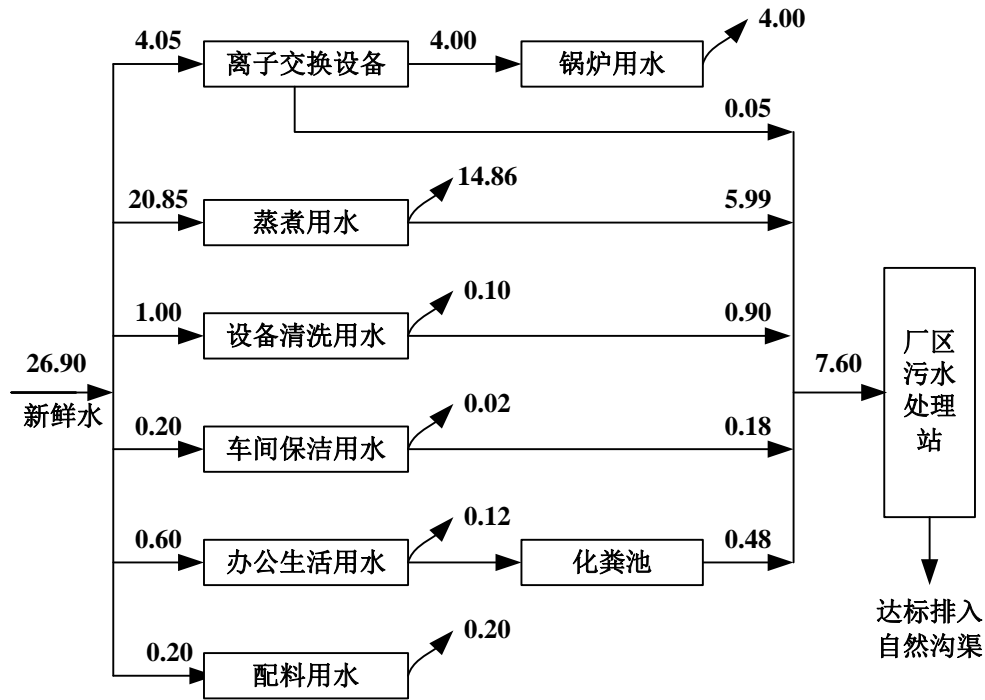 4.00
4.05
离子交换设备
4.00
锅炉用水
0.05
14.86
20.85
蒸煮用水
5.99
0.10
1.00
设备清洗用水
0.90
26.90
新鲜水
7.60
厂区
污水
处理
站
0.02
0.20
车间保洁用水
0.18
0.12
0.60
办公生活用水
化粪池
0.48
达标排入
自然沟渠
0.20
0.20
配料用水